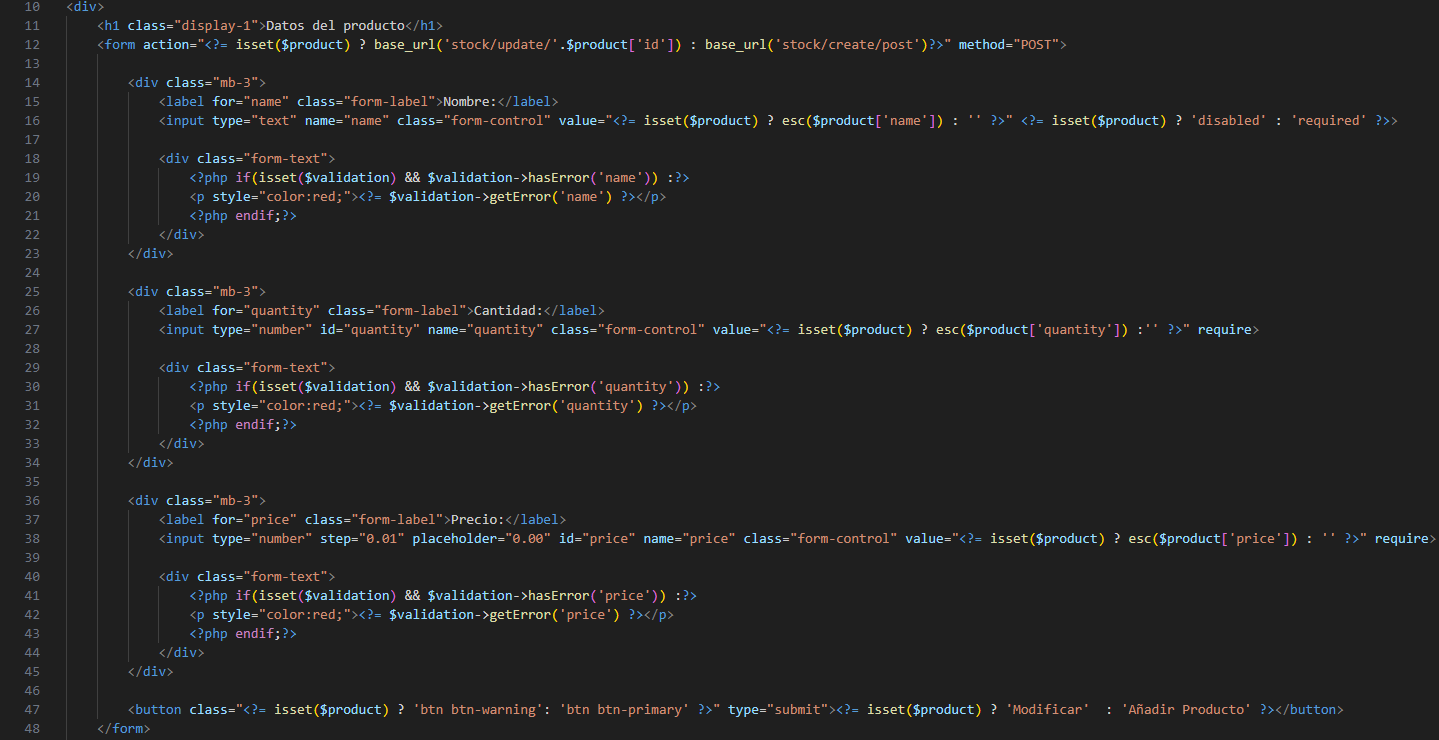 10 <div>
11 <h1 class="display-1">Datos del producto</h1>
12 <form action="<?= isset($product) ? base_url('stock/update/'.$product['id']) : base_url('stock/create/post')?>" method="POST">
13
14 <div class="mb-3">
15 <label for="name" class="form-label">Nombre:</label>
16 <input type="text" name="name" class="form-control" value="<?= isset($product) ? esc($product['name']) : '' ?>" <?= isset($product) ? 'disabled' : 'required' ?>>
17
18 <div class="form-text">
19 <?php if(isset($validation) && $validation->hasError('name')) :?>
20 <p style="color:red;"><?= $validation->getError('name') ?></p>
21 <?php endif;?>
22 </div>
23 </div>
24
25 <div class="mb-3">
26 <label for="quantity" class="form-label">Cantidad:</label>
27 <input type="number" id="quantity" name="quantity" class="form-control" value="<?= isset($product) ? esc($product['quantity']) :'' ?>" require>
28
29 <div class="form-text">
30 <?php if(isset($validation) && $validation->hasError('quantity')) :?>
31 <p style="color:red;"><?= $validation->getError('quantity') ?></p>
32 <?php endif;?>
33 </div>
34 </div>
35
36 <div class="mb-3">
37 <label for="price" class="form-label">Precio:</label>
38 <input type="number" step="0.01" placeholder="0.00" id="price" name="price" class="form-control" value="<?= isset($product) ? esc($product['price']) : '' ?>" require>
39
40 <div class="form-text">
41 <?php if(isset($validation) && $validation->hasError('price')) :?>
42 <p style="color:red;"><?= $validation->getError('price') ?></p>
43 <?php endif;?>
44 </div>
45 </div>
46
47 <button class="<?= isset($product) ? 'btn btn-warning': 'btn btn-primary' ?>" type="submit"><?= isset($product) ? 'Modificar'  : 'Añadir Producto' ?></button>
48 </form>